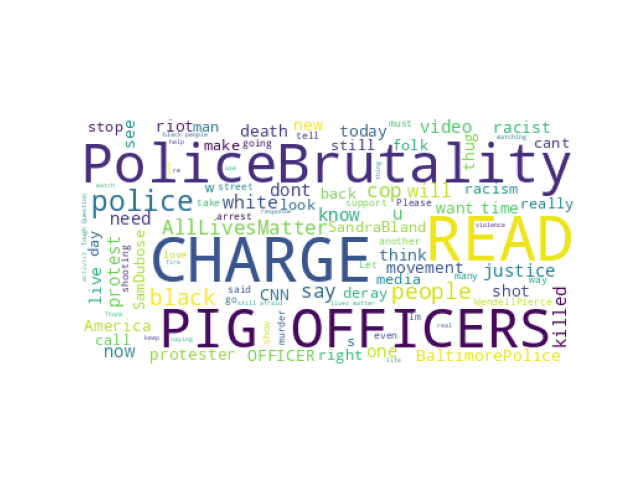 stop
see
riot
man
death
new
today
video
racist
black people
must
help
tell
make
going
still
folk
thug
cant
PoliceBrutality
fire
re
watch
use
thing
matching
police
w
street
dont
back
cop
will
racism
really
take
white
look
support
Please
need
arrest
response
know
u
want
time
violence
activist Tough Question
live
day
protest
shooting
SamDubose
AllLivesMatter
SandraBland
READ
another
think
love
CHARGE
movement
media
many
justice
way
black
said
go
CNN
still afraid
say
lives matter
deray
people
shot
WendellPierce
killed
America
Thank
PIG OFFICERS
show
murder
Im
even
real
call
keep
saying
s
now
protester
OFFICER
right
one
life
BaltimorePolice